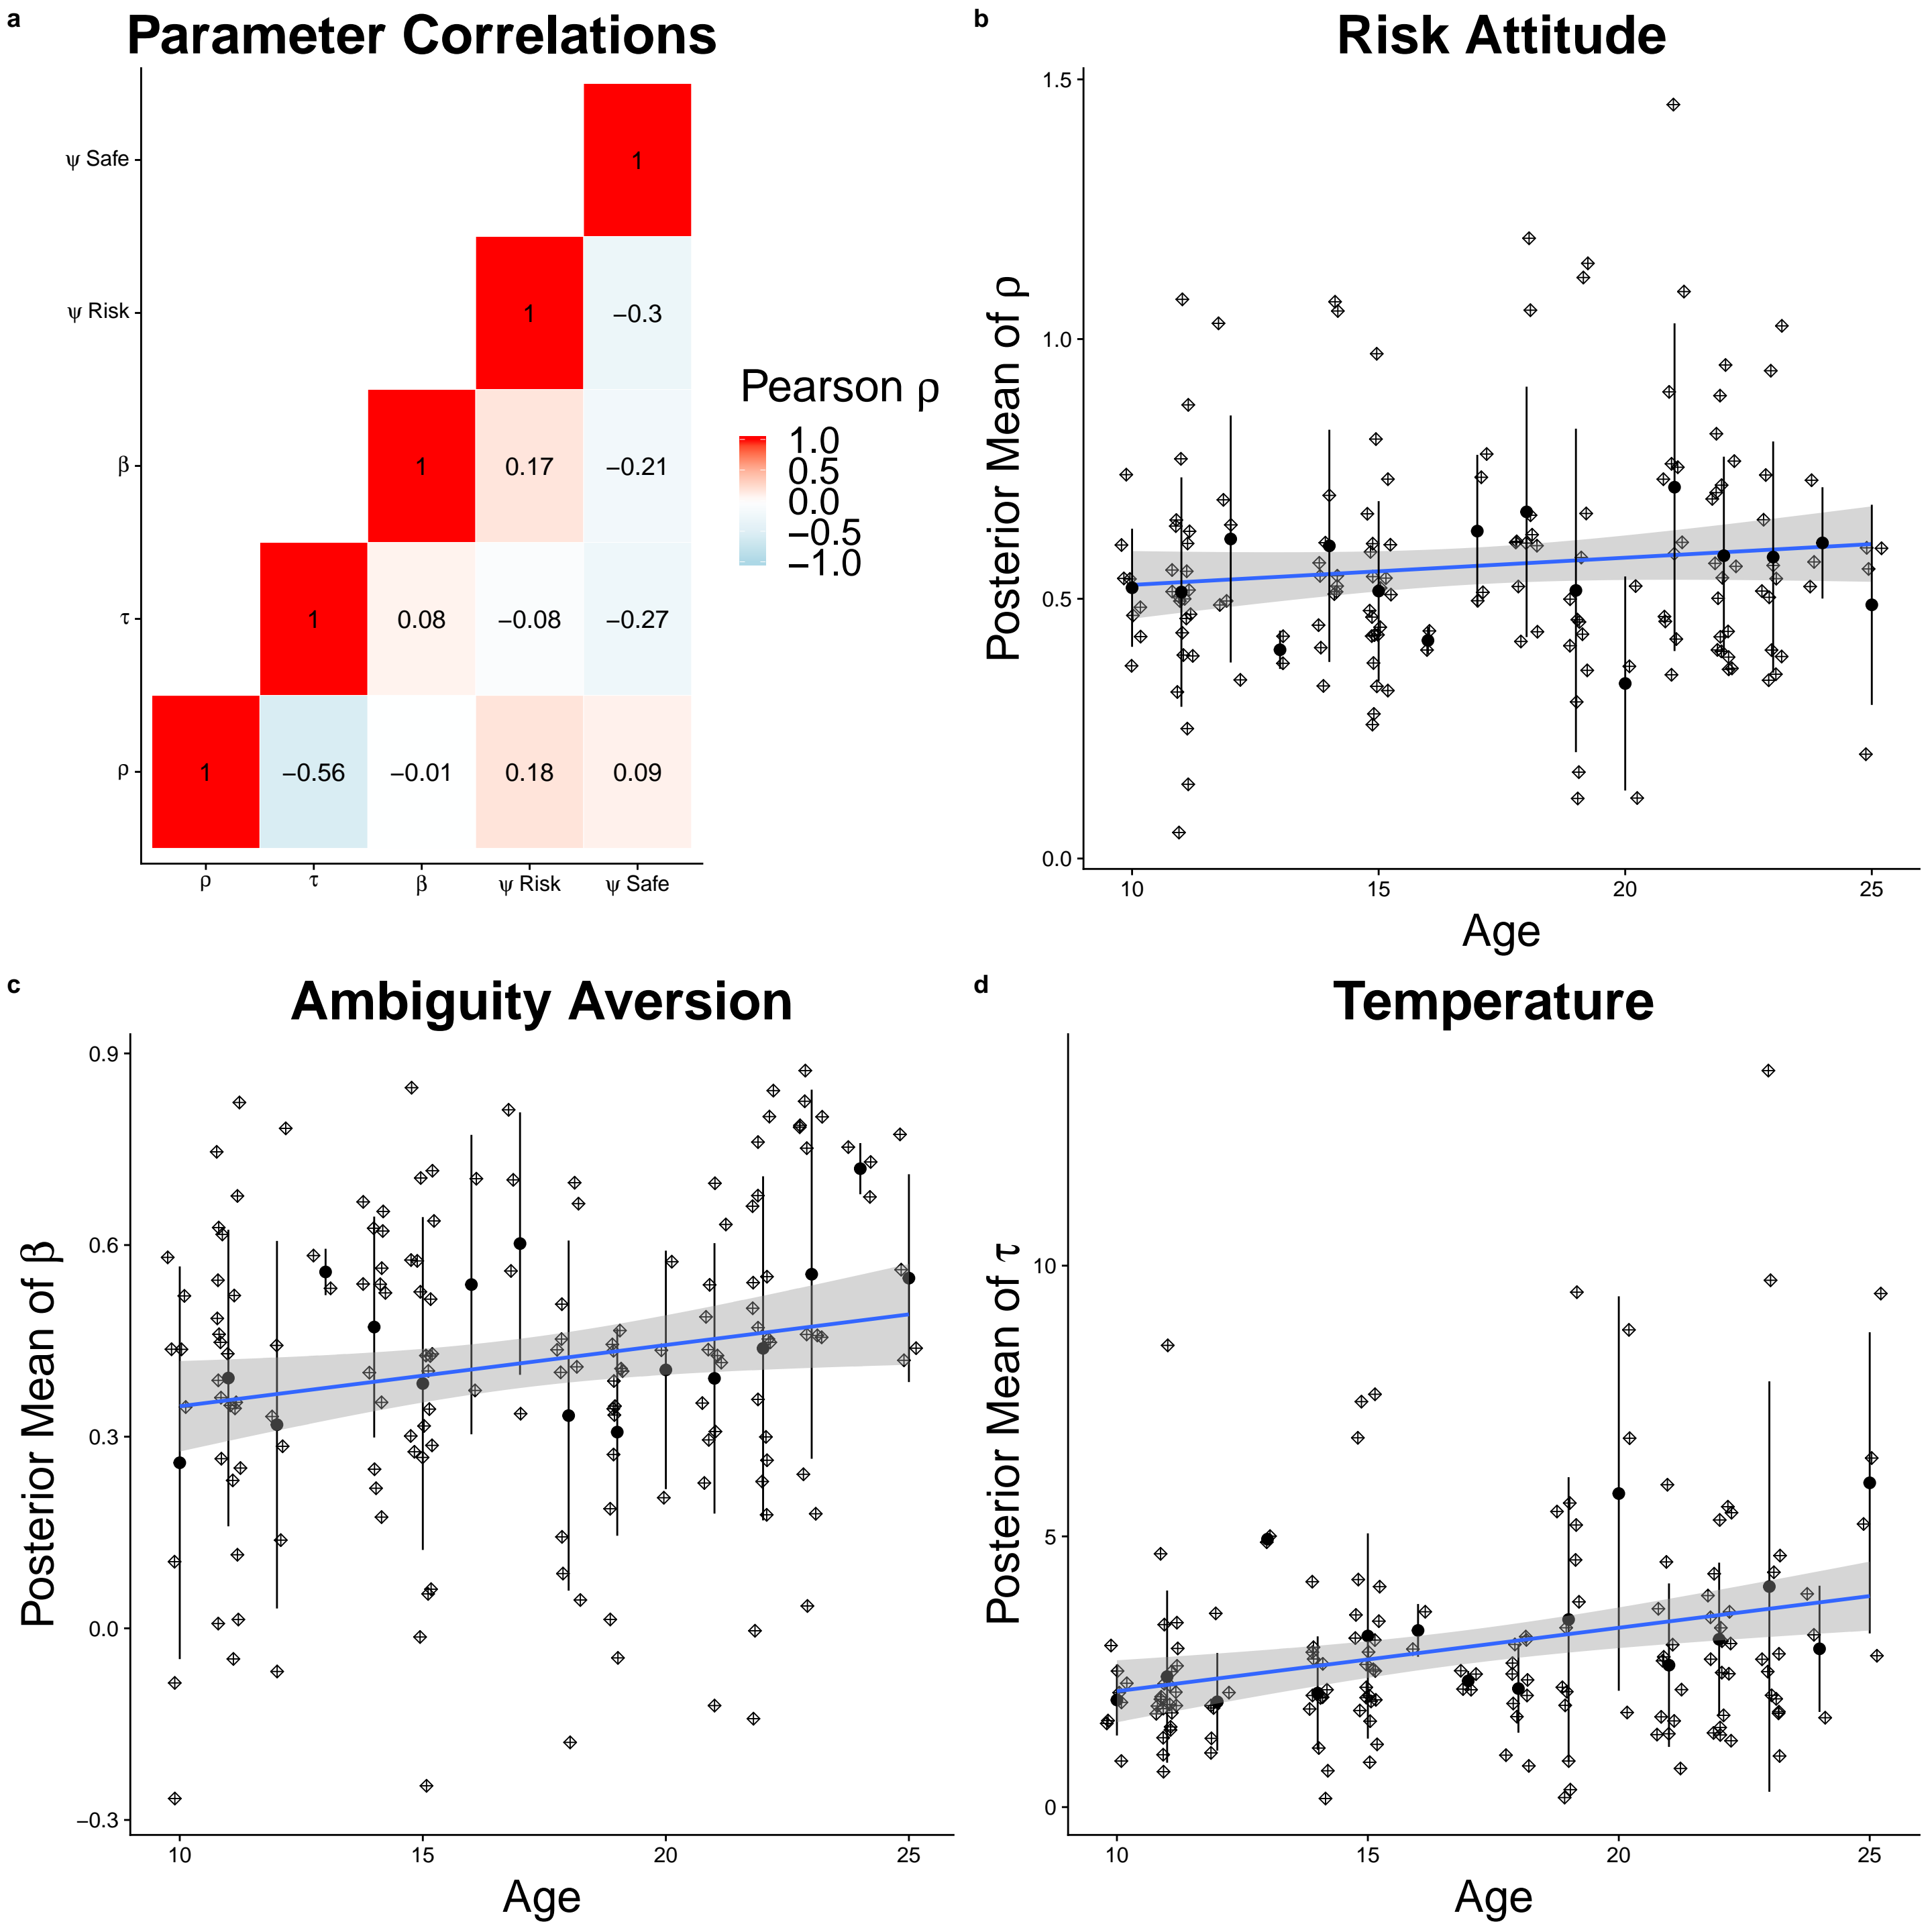 a
Parameter Correlations
ψ Safe
ψ Risk
β
τ
ρ
1
1
−0.3
1
0.17
−0.21
1
0.08
−0.08
−0.27
1
−0.56
−0.01
0.18
0.09
ρ
τ
β
ψ Risk
ψ Safe
Pearson ρ
1.0
0.5
0.0
−0.5
−1.0
b
Risk Attitude
Posterior Mean of ρ
1.5
1.0
0.5
0.0
10
15
20
25
Age
c
Ambiguity Aversion
Posterior Mean of β
0.9
0.6
0.3
0.0
−0.3
10
15
20
25
Age
d
Temperature
Posterior Mean of τ
10
5
0
10
15
20
25
Age